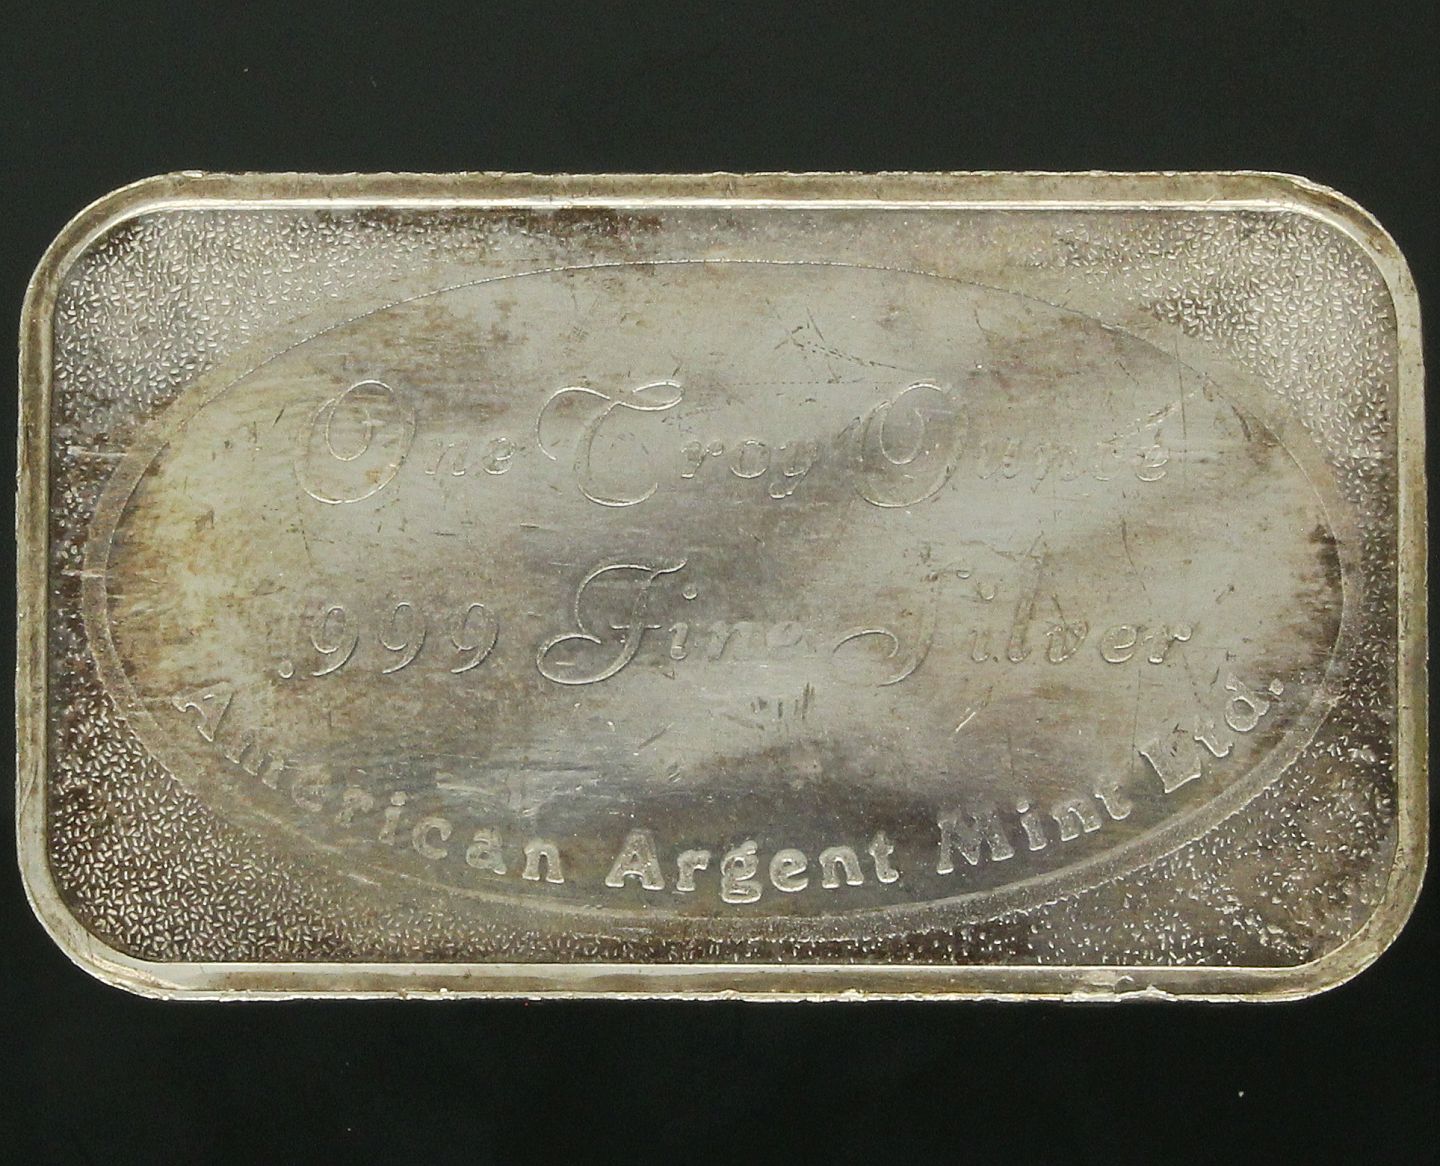 One Troy Ounce
.999 Fine Silver
American Argent Mint Ltd.